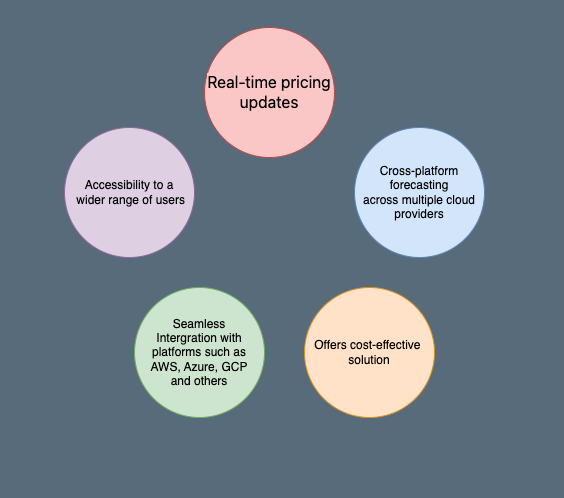 Real-time pricing
updates
Accessibility to a
wider range of users
Cross-platform
forecasting
across multiple cloud
providers
Seamless
Intergration with
platforms such as
AWS, Azure, GCP
and others
Offers cost-effective
solution